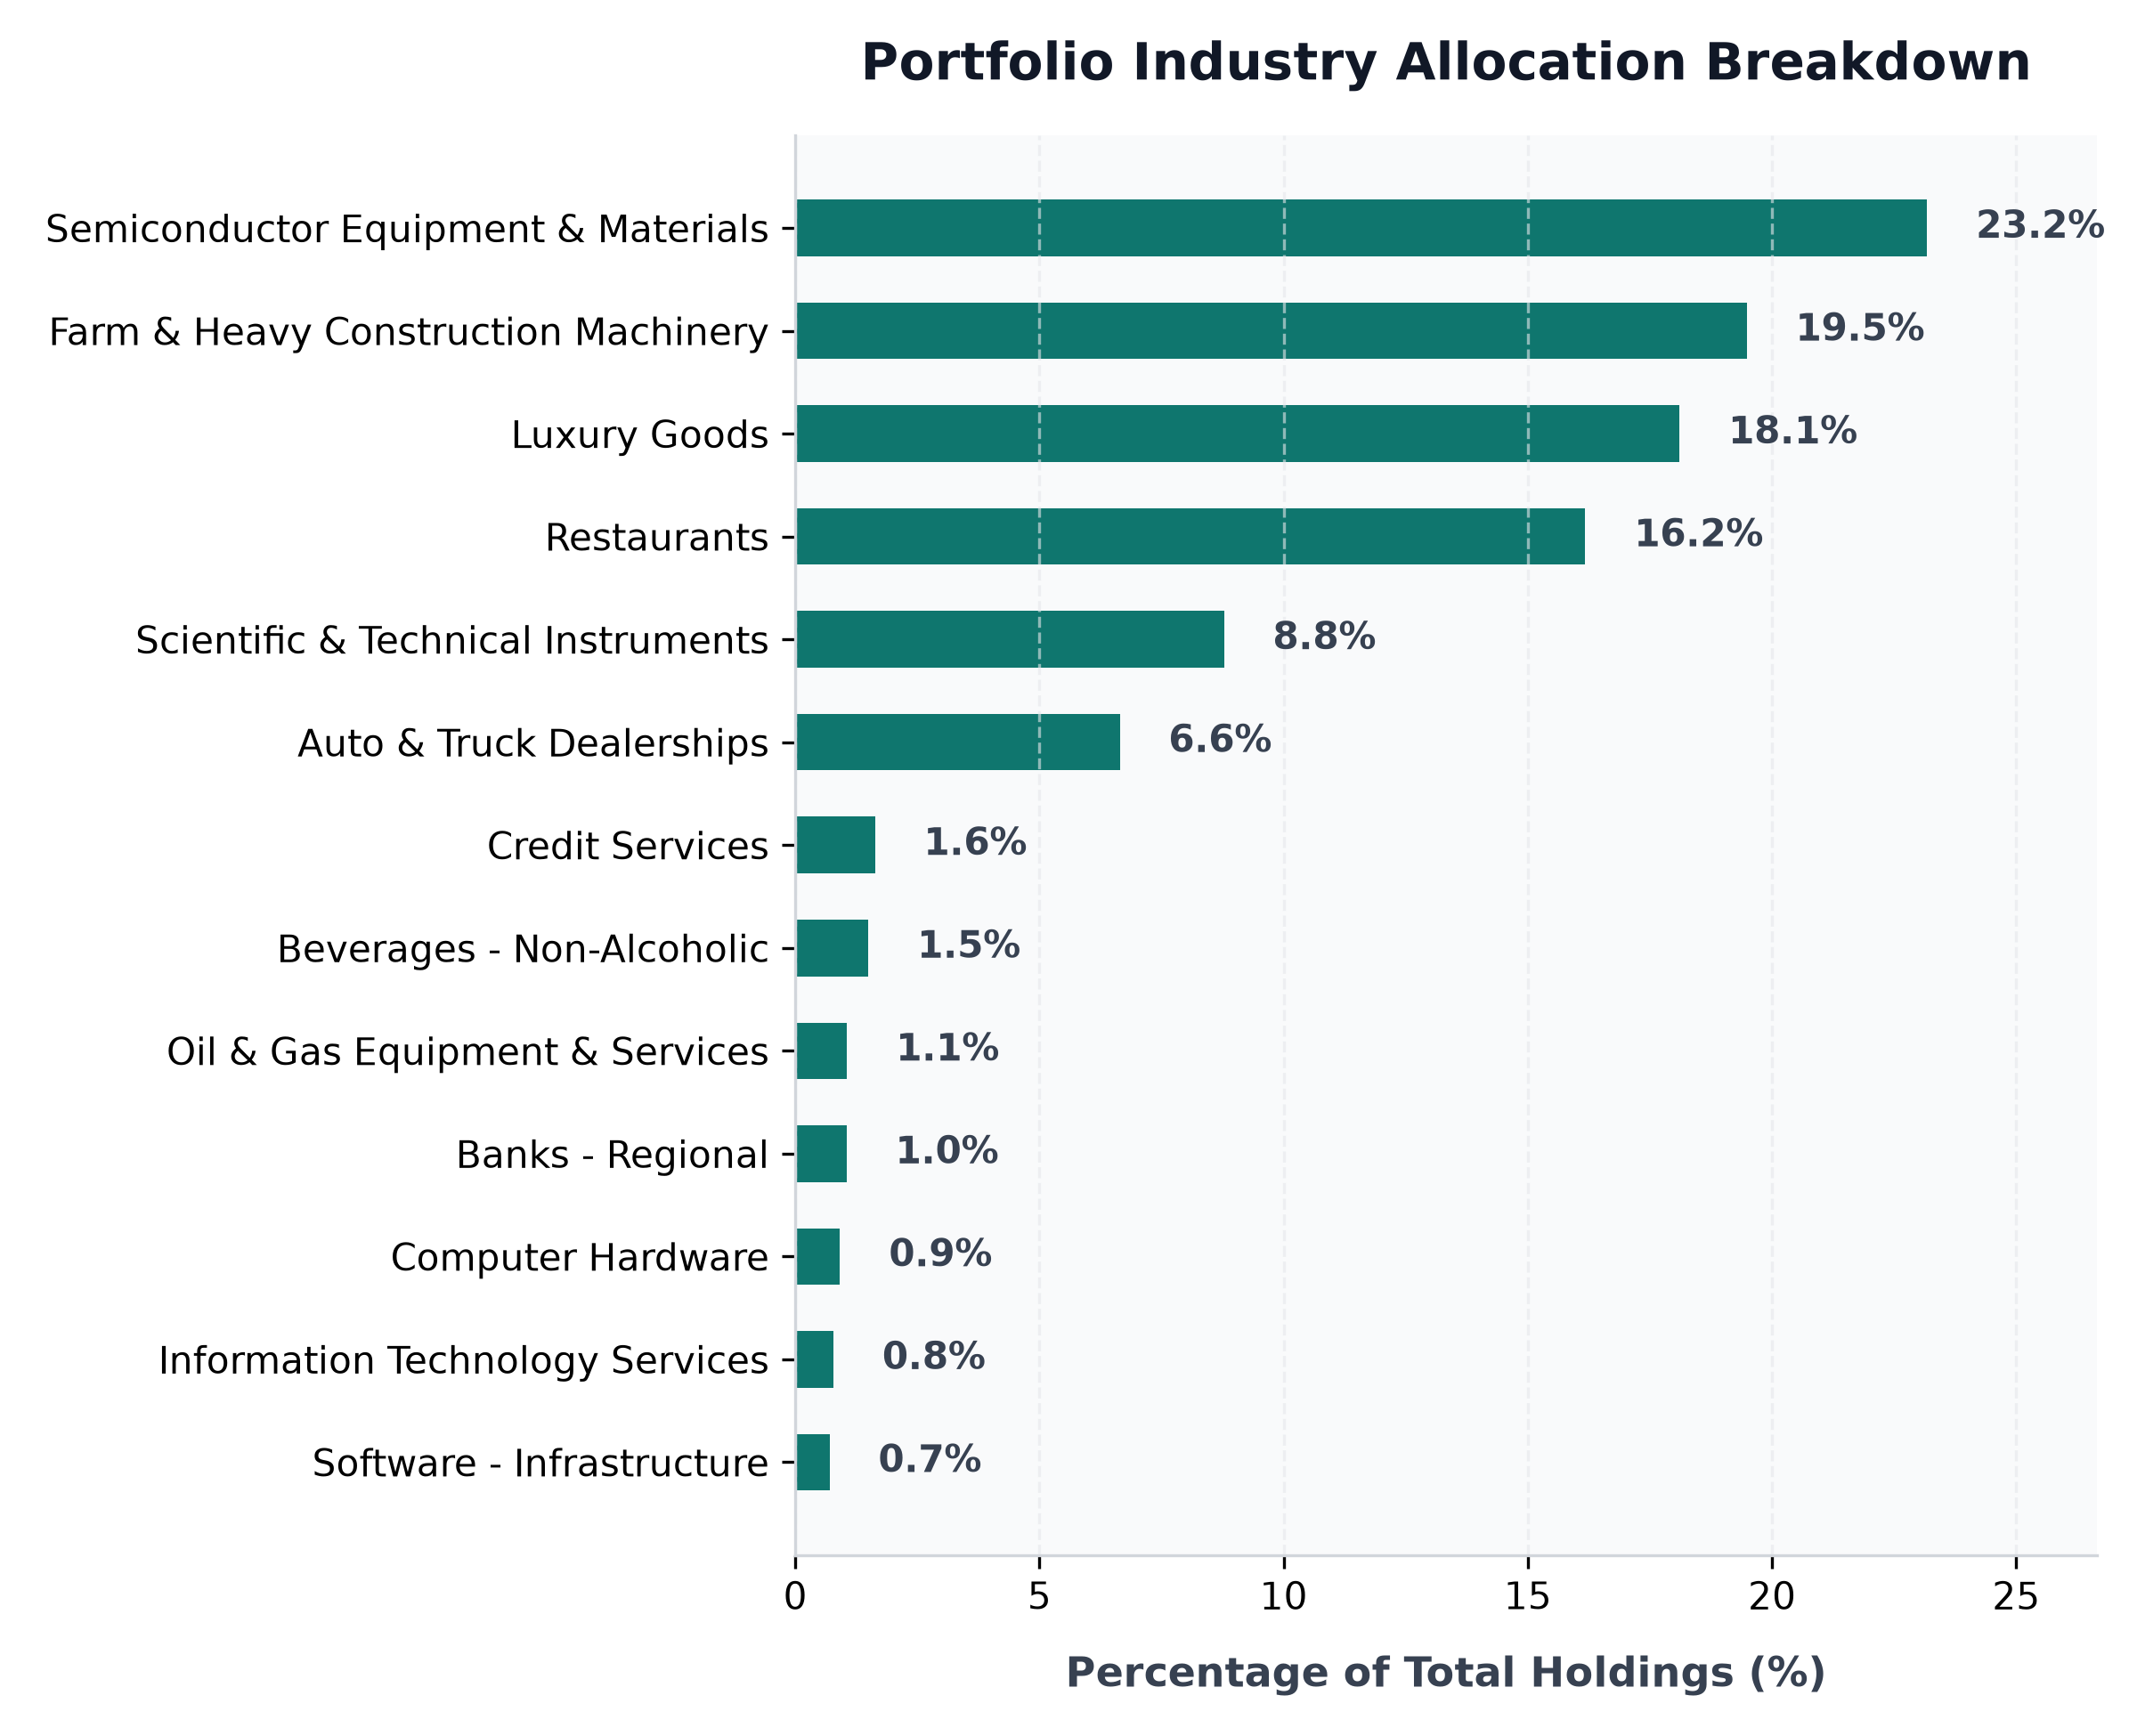 Portfolio Industry Allocation Breakdown
Semiconductor Equipment & Materials 23.2%
Farm & Heavy Construction Machinery 19.5%
Luxury Goods 18.1%
Restaurants 16.2%
Scientific & Technical Instruments 8.8%
Auto & Truck Dealerships 6.6%
Credit Services 1.6%
Beverages - Non-Alcoholic 1.5%
Oil & Gas Equipment & Services 1.1%
Banks - Regional 1.0%
Computer Hardware 0.9%
Information Technology Services 0.8%
Software - Infrastructure 0.7%
0 5 10 15 20 25
Percentage of Total Holdings (%)